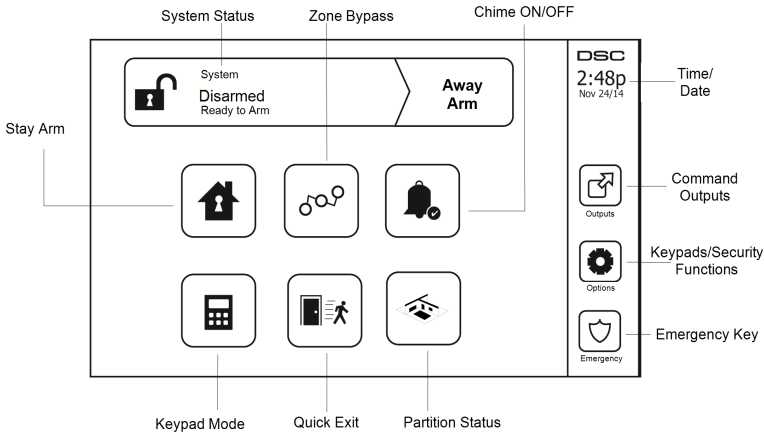 System Status
Zone Bypass
Chime ON/OFF
DSC
System
Disarmed
Ready to Arm
Away
Arm
2:48p
Nov 24/14
Time/
Date
Stay Arm
Command
Outputs
Outputs
Keypads/Security
Functions
Options
Emergency Key
Emergency
Keypad Mode
Quick Exit
Partition Status